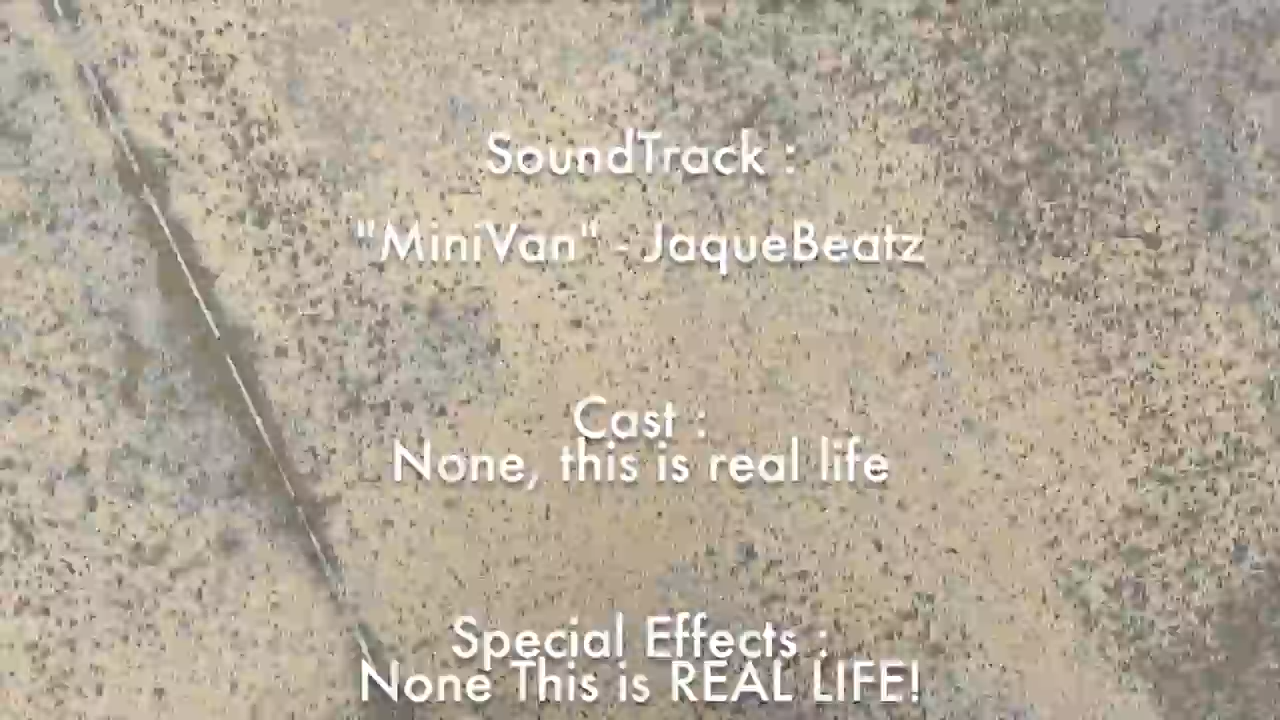 SoundTrack :
"MiniVan" - JaqueBeatz
Cast :
None, this is real life
Special Effects :
None This is REAL LIFE!